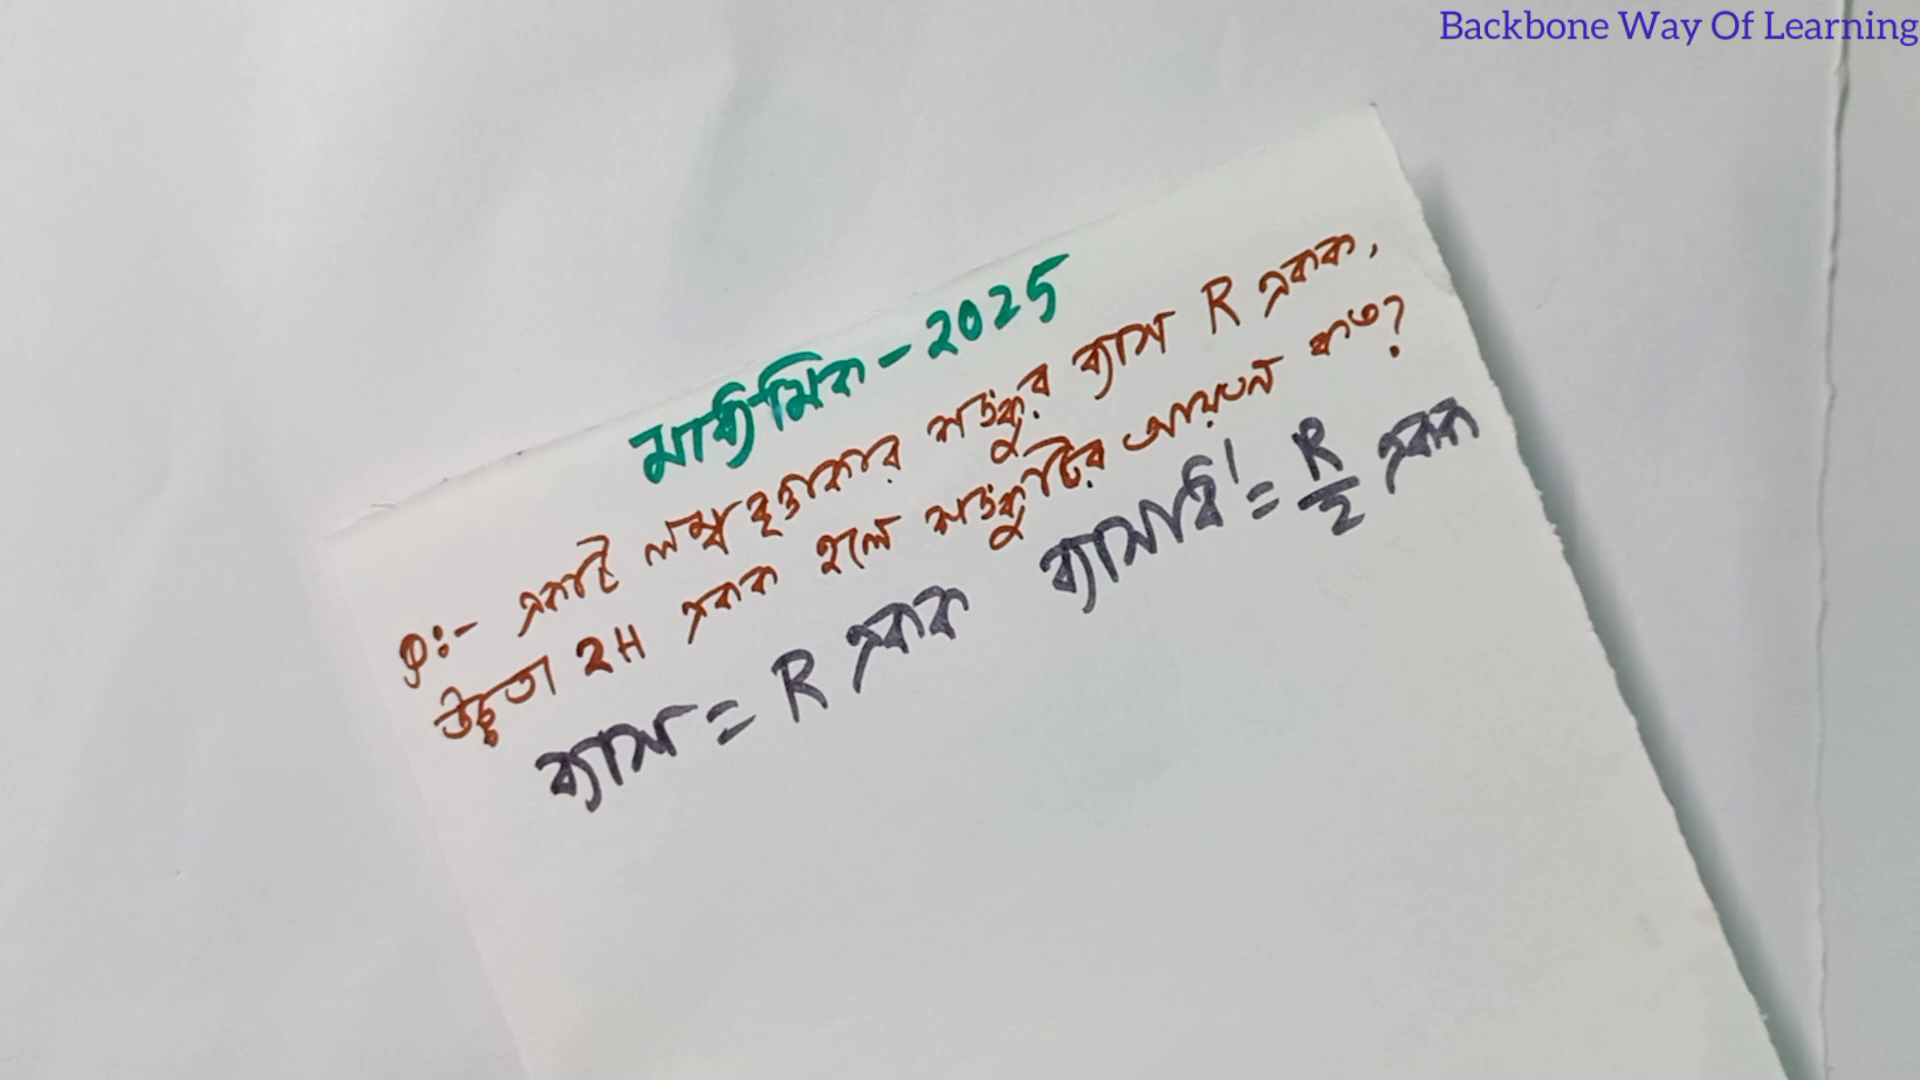 Backbone Way Of Learning
মাধ্যমিক - 2025
Q:- একটি লম্ব বৃত্তাকার শঙ্কুর ব্যাস R একক,
উচ্চতা 2H একক হলে শঙ্কুটির আয়তন কত?
ব্যাস = R একক ব্যাসার্ধ = R/2 একক